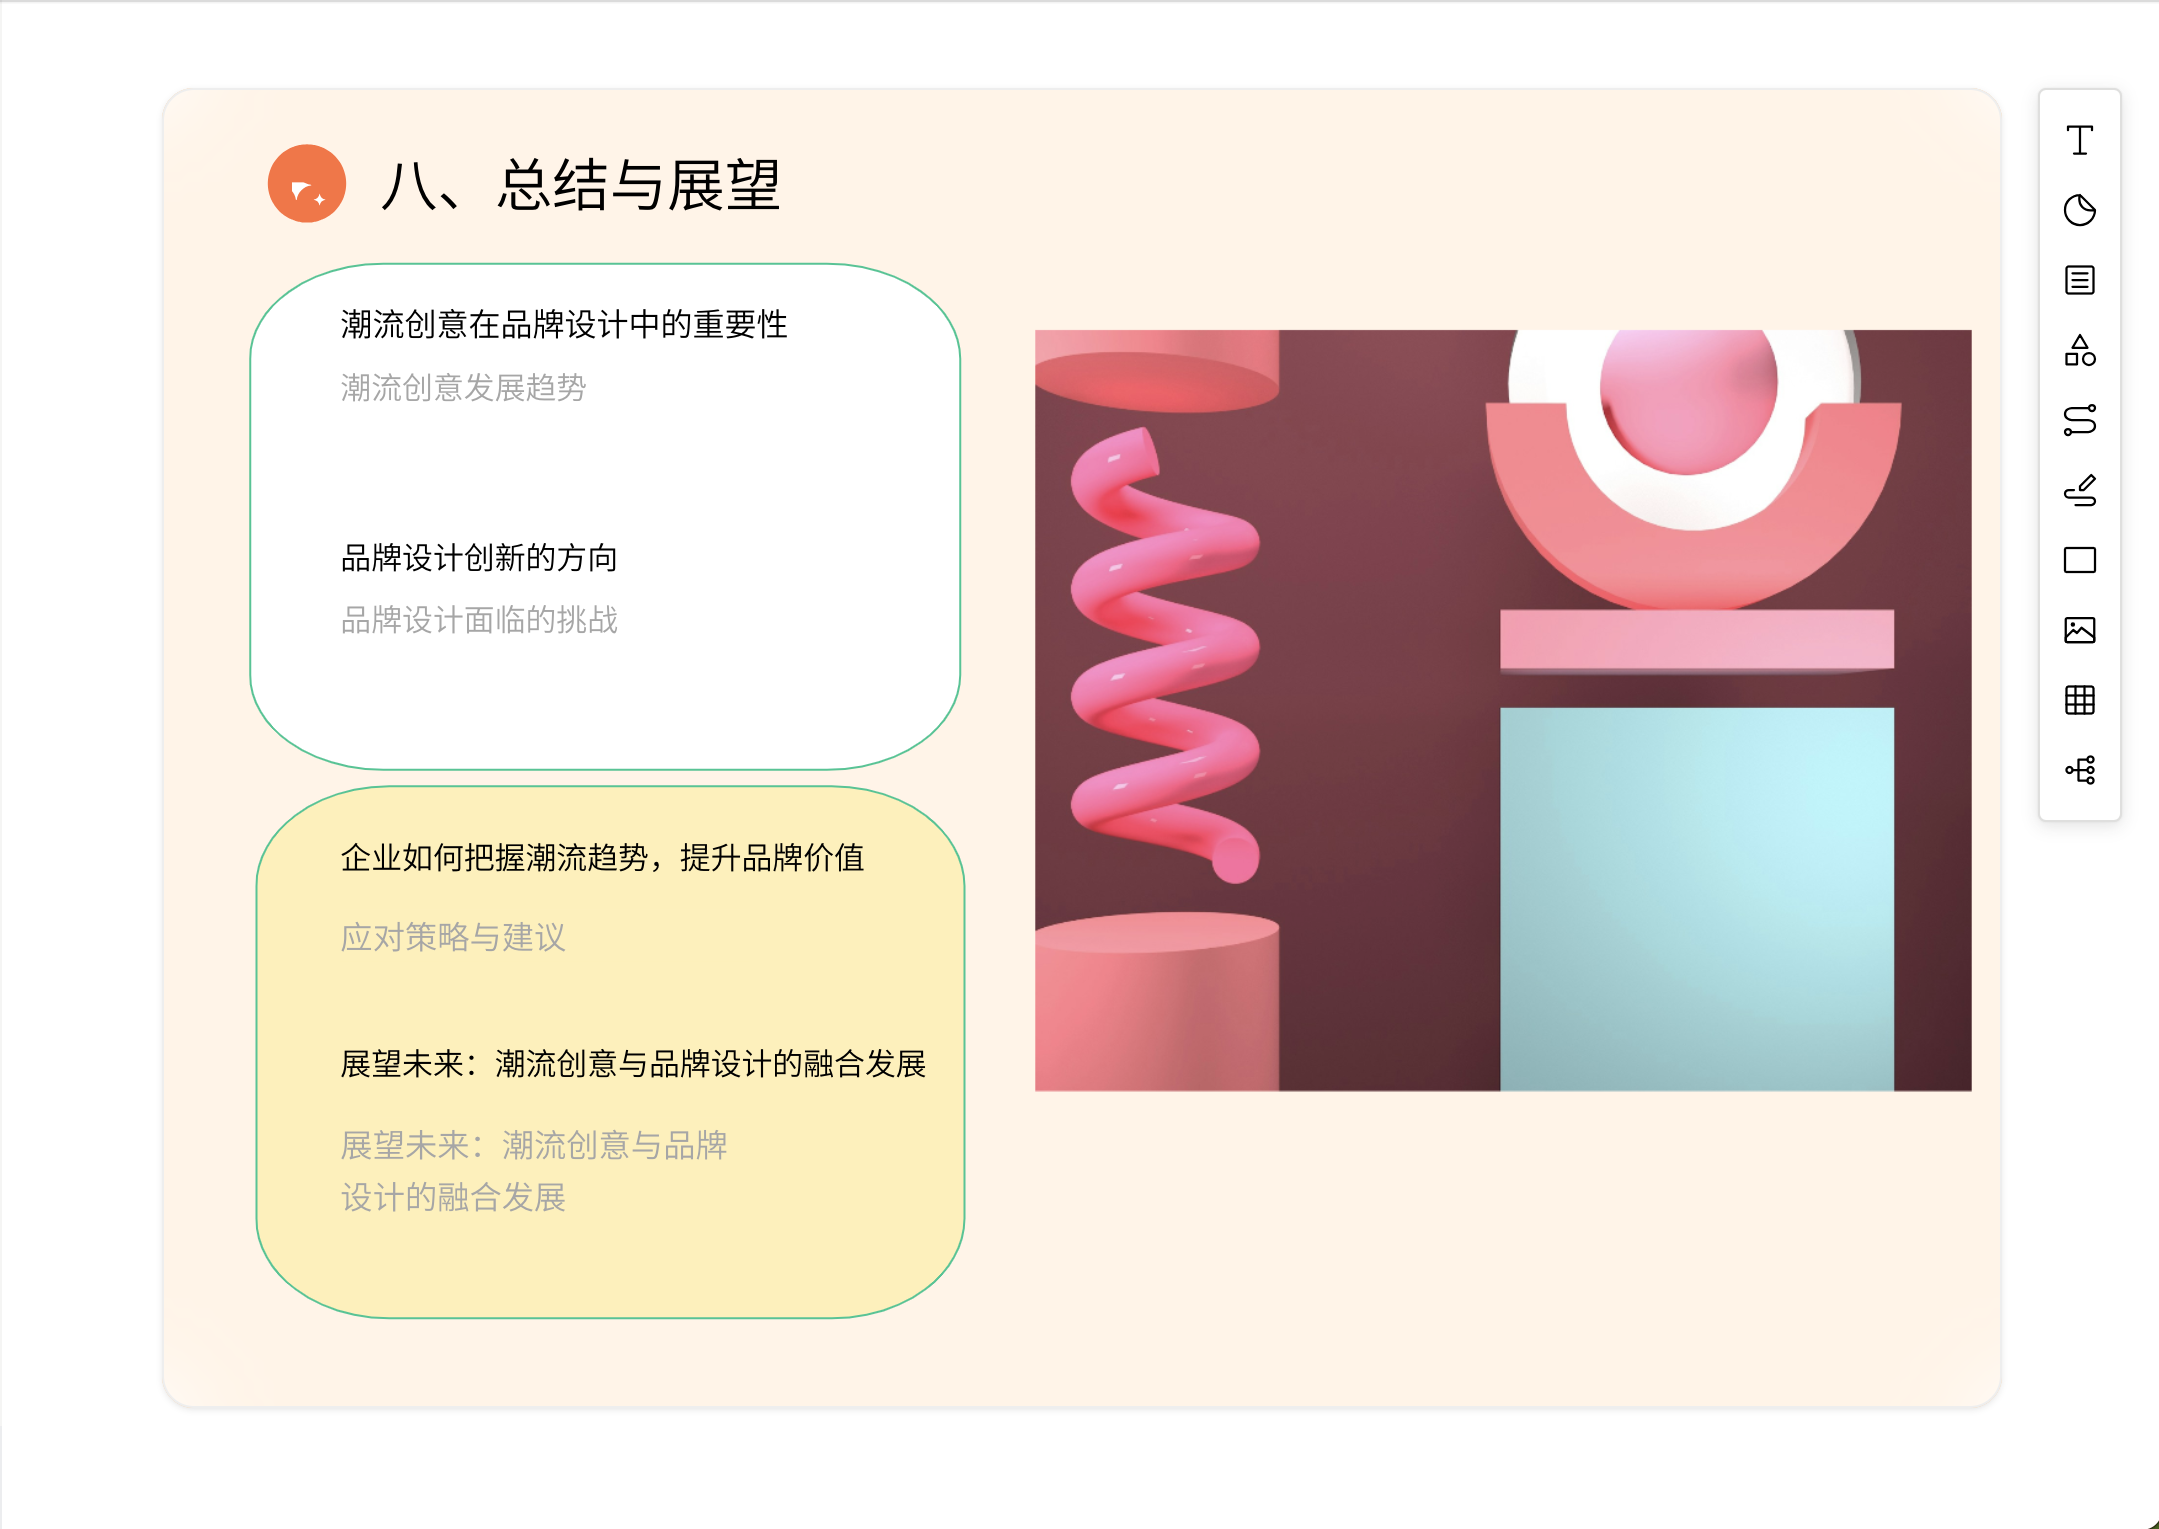 八、总结与展望
潮流创意在品牌设计中的重要性
潮流创意发展趋势
品牌设计创新的方向
品牌设计面临的挑战
企业如何把握潮流趋势，提升品牌价值
应对策略与建议
展望未来：潮流创意与品牌设计的融合发展
展望未来：潮流创意与品牌
设计的融合发展